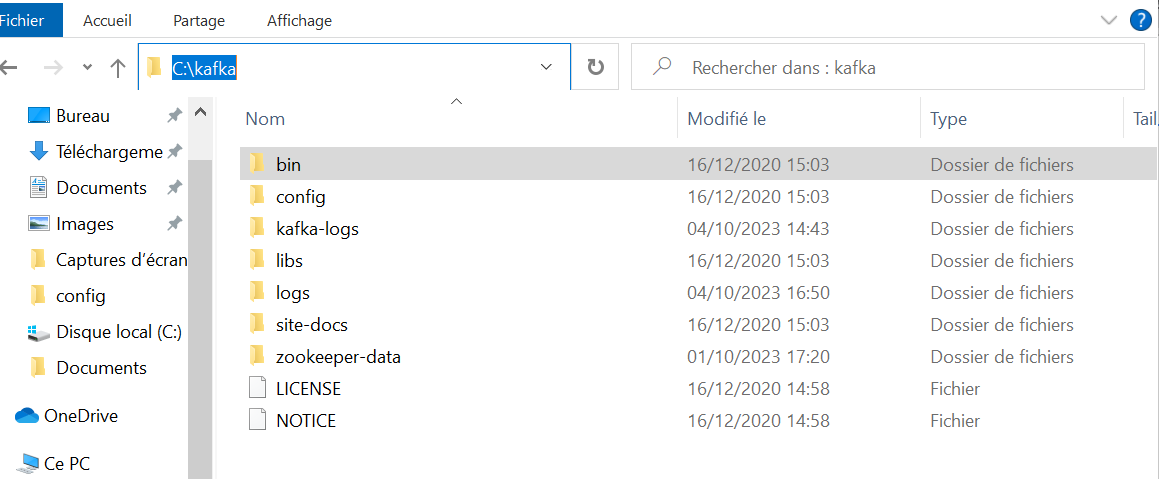 Fichier Accueil Partage Affichage
C:\kafka Rechercher dans : kafka
Nom Modifié le Type Tail
Bureau
Téléchargeme
Documents
Images
Captures d'écran
config
Disque local (C:)
Documents
OneDrive
Ce PC
bin 16/12/2020 15:03 Dossier de fichiers
config 16/12/2020 15:03 Dossier de fichiers
kafka-logs 04/10/2023 14:43 Dossier de fichiers
libs 16/12/2020 15:03 Dossier de fichiers
logs 04/10/2023 16:50 Dossier de fichiers
site-docs 16/12/2020 15:03 Dossier de fichiers
zookeeper-data 01/10/2023 17:20 Dossier de fichiers
LICENSE 16/12/2020 14:58 Fichier
NOTICE 16/12/2020 14:58 Fichier